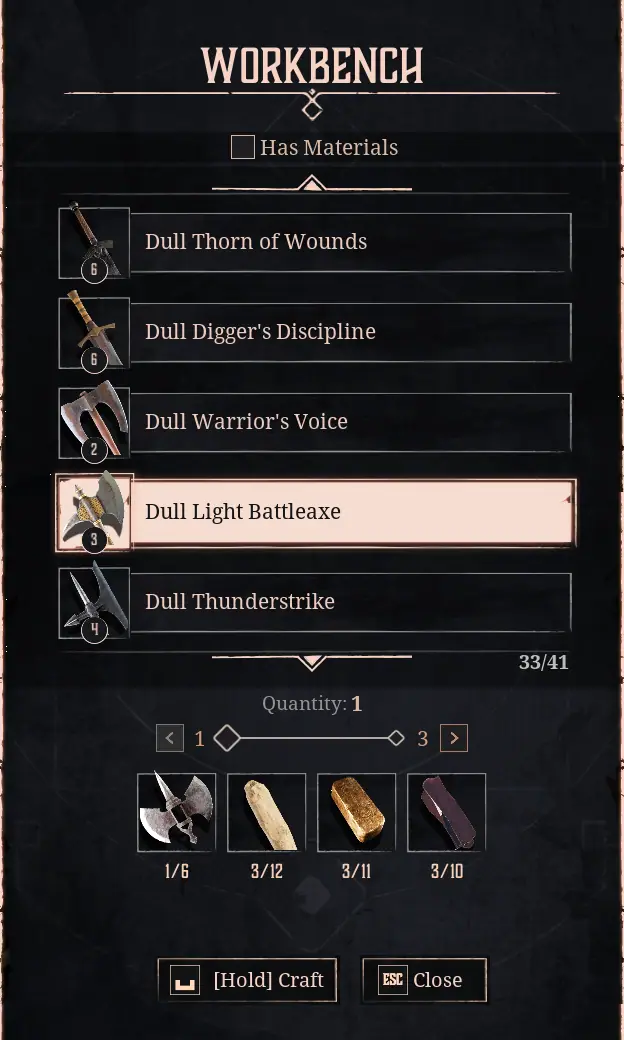 WORKBENCH
Has Materials
6
Dull Thorn of Wounds
6
Dull Digger's Discipline
2
Dull Warrior's Voice
3
Dull Light Battleaxe
4
Dull Thunderstrike
33/41
Quantity: 1
1 3
1/6 3/12 3/11 3/10
[Hold] Craft ESC Close